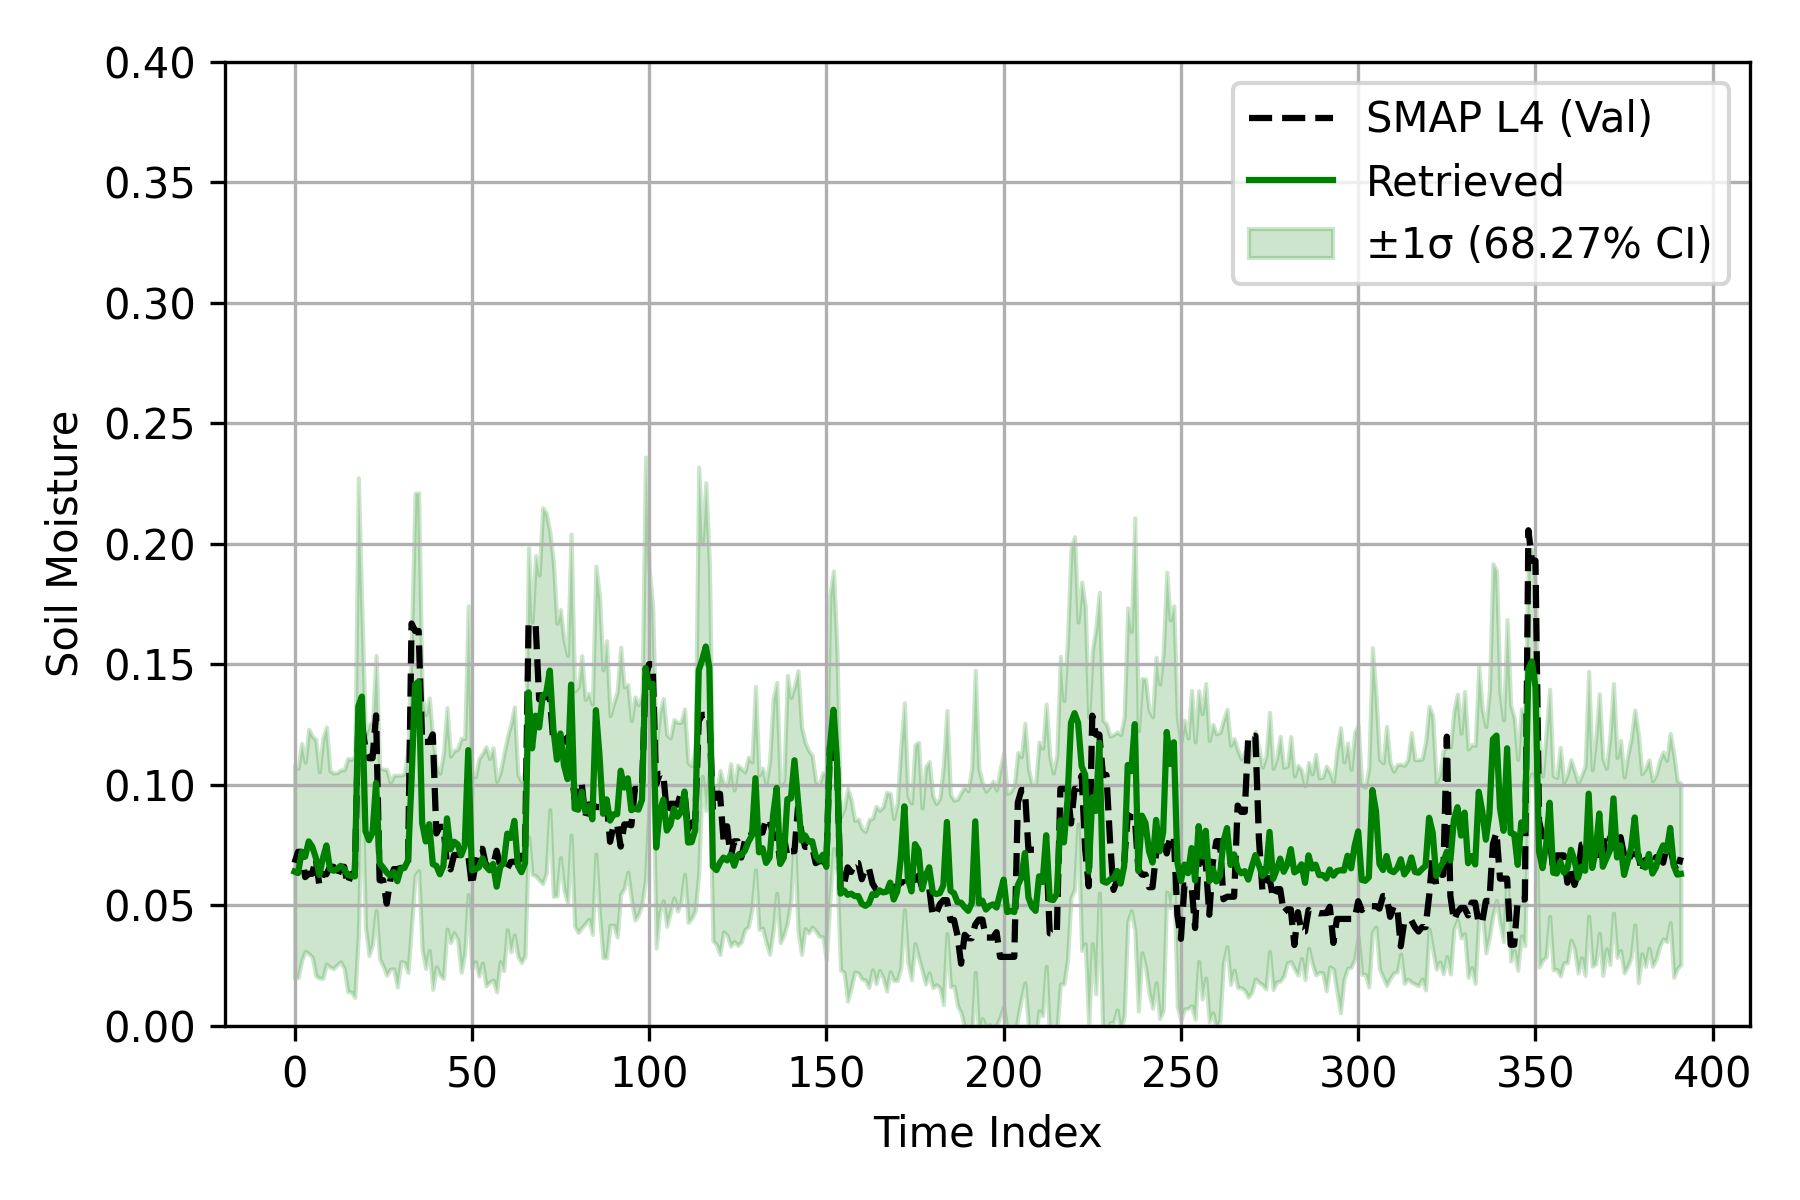 0.40
0.35
0.30
0.25
0.20
0.15
0.10
0.05
0.00
Soil Moisture
SMAP L4 (Val)
Retrieved
±1σ (68.27% CI)
0 50 100 150 200 250 300 350 400
Time Index